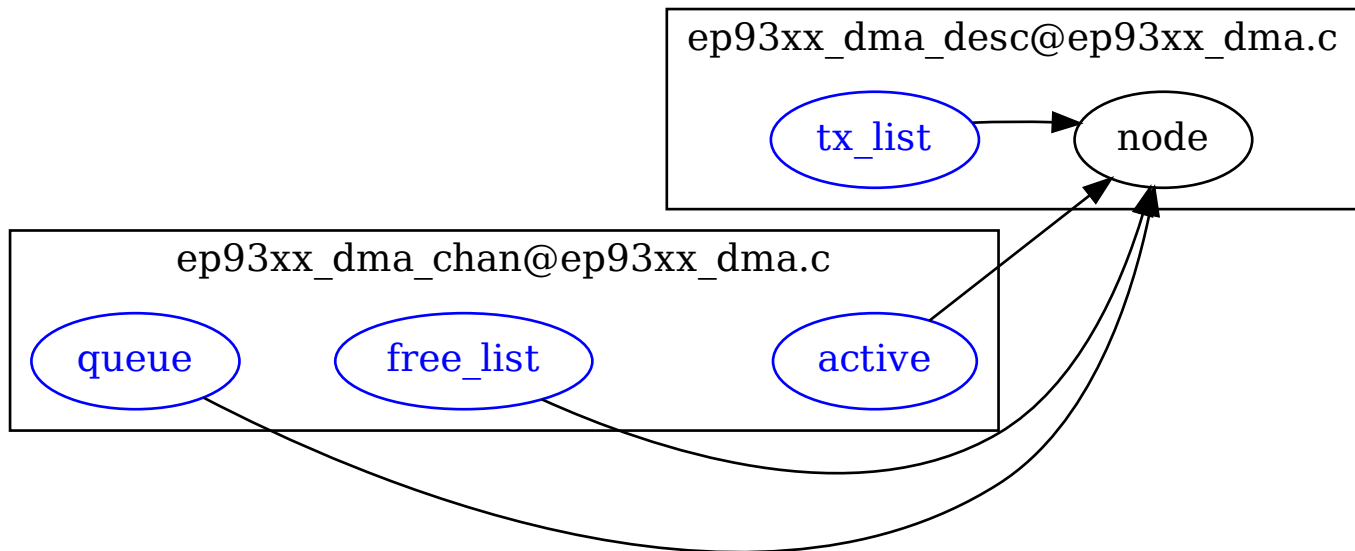 ep93xx_dma_desc@ep93xx_dma.c
tx_list
node
ep93xx_dma_chan@ep93xx_dma.c
queue
free_list
active